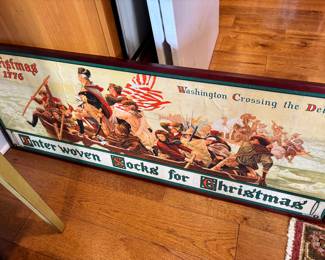 Christmas
1776
Washington Crossing the De
Interwoven Socks for Christmas